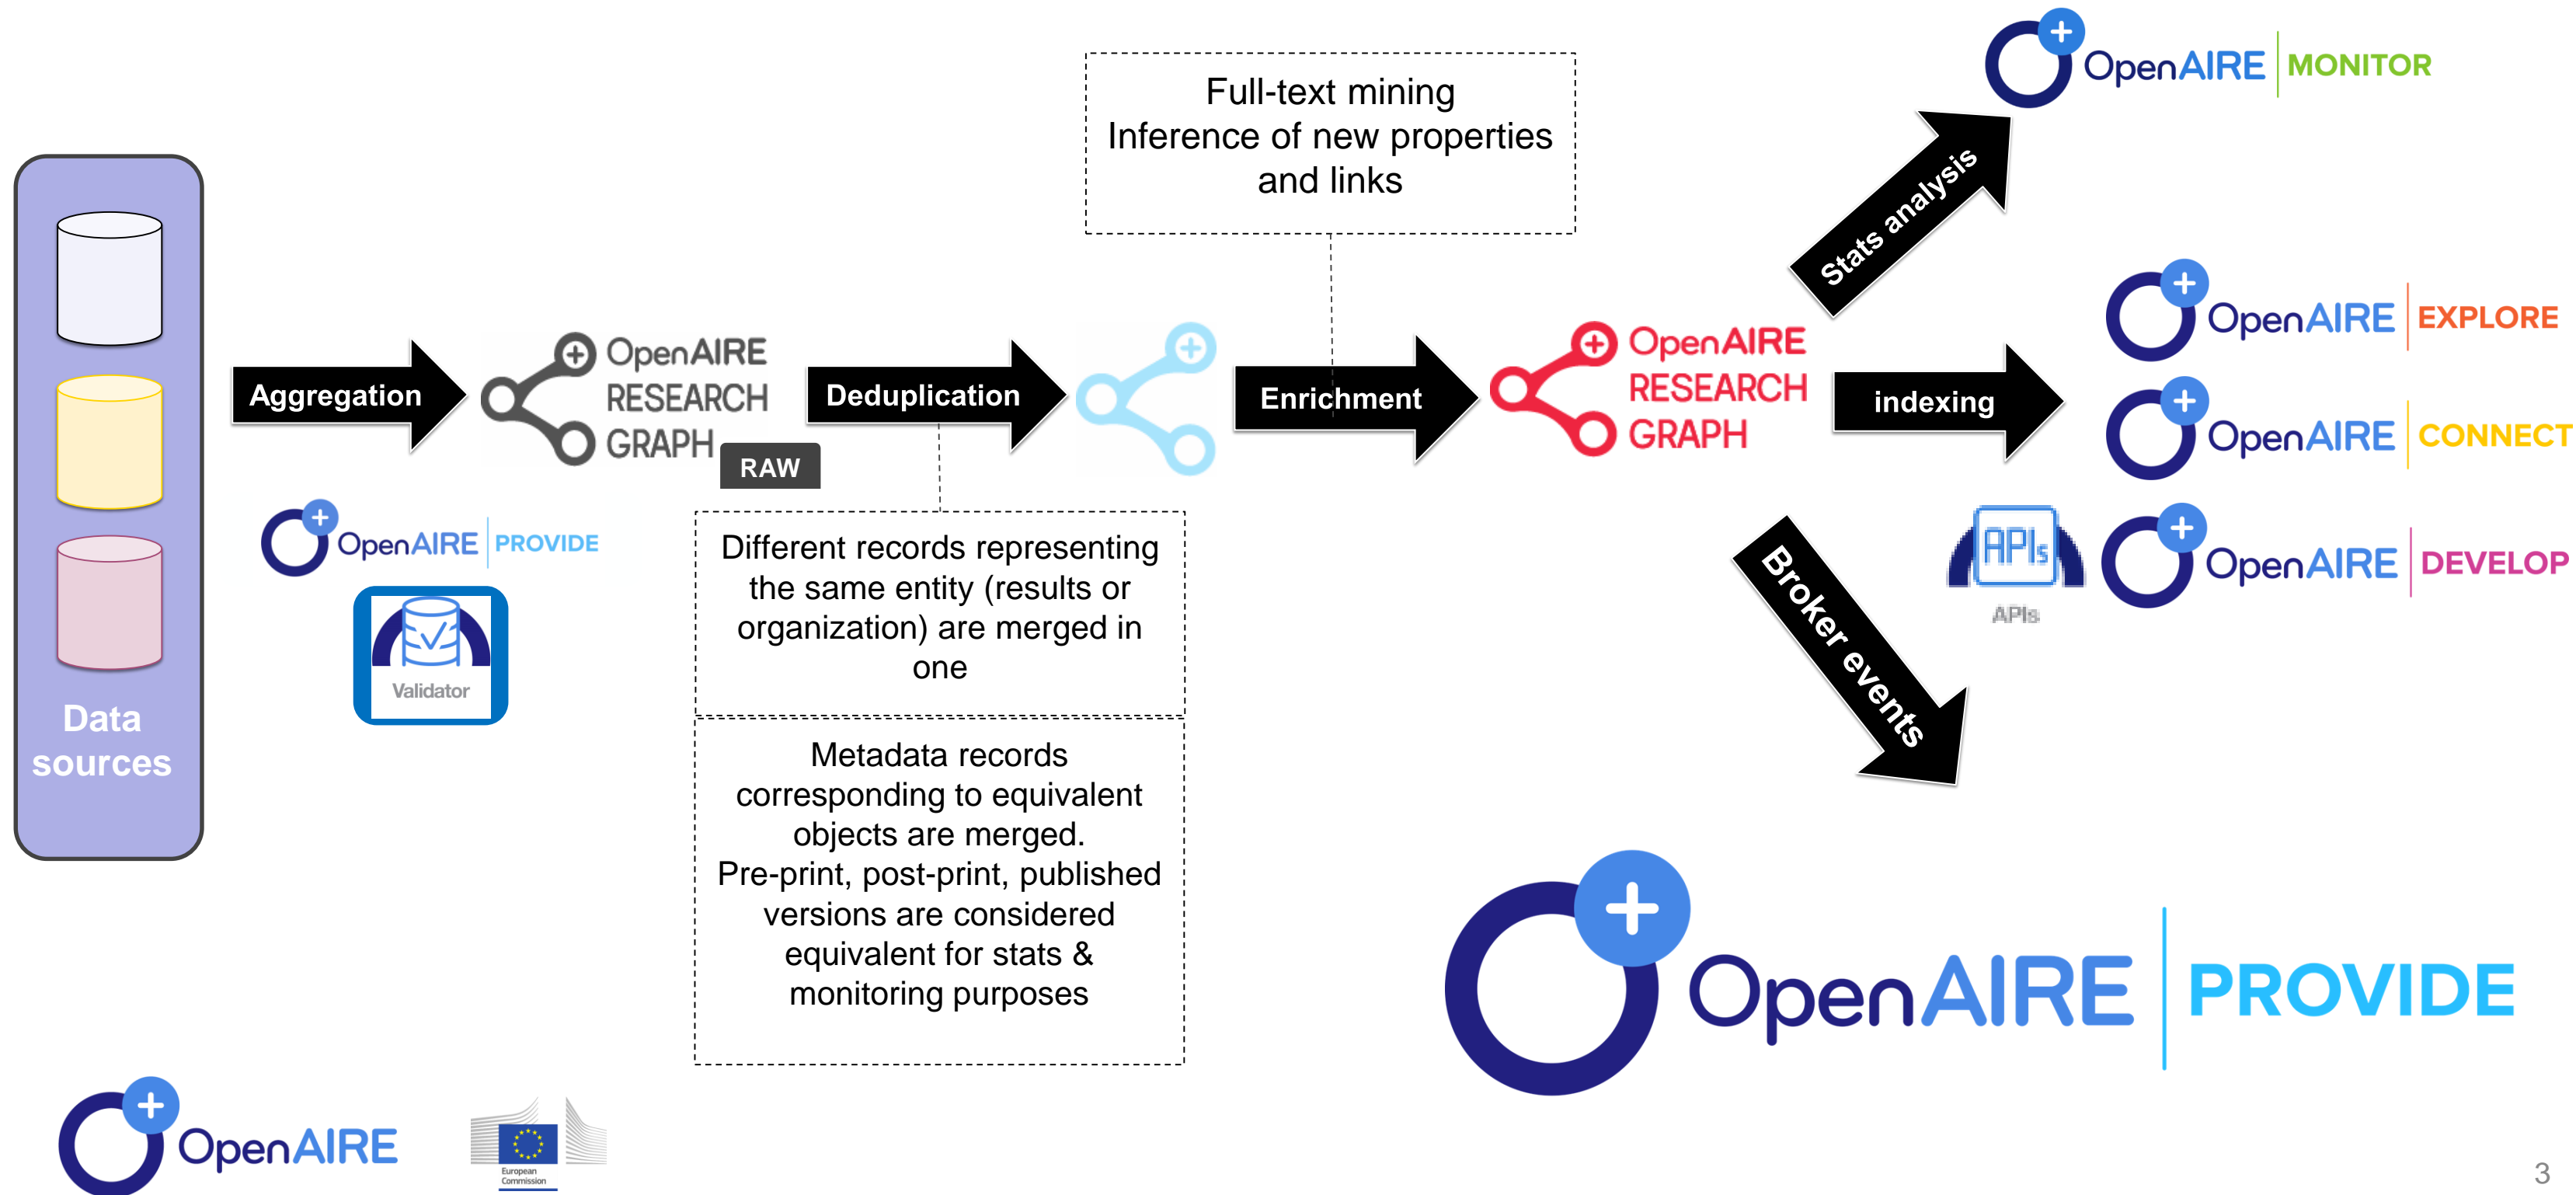 Data
sources
Aggregation
OpenAIRE
RESEARCH
GRAPH
RAW
OpenAIRE PROVIDE
Validator
Deduplication
Different records representing
the same entity (results or
organization) are merged in
one
Metadata records
corresponding to equivalent
objects are merged.
Pre-print, post-print, published
versions are considered
equivalent for stats &
monitoring purposes
Full-text mining
Inference of new properties
and links
Enrichment
OpenAIRE
RESEARCH
GRAPH
Stats analysis
OpenAIRE MONITOR
indexing
OpenAIRE EXPLORE
OpenAIRE CONNECT
APIs
APIs
OpenAIRE DEVELOP
Broker events
OpenAIRE PROVIDE
OpenAIRE
European
Commission
3